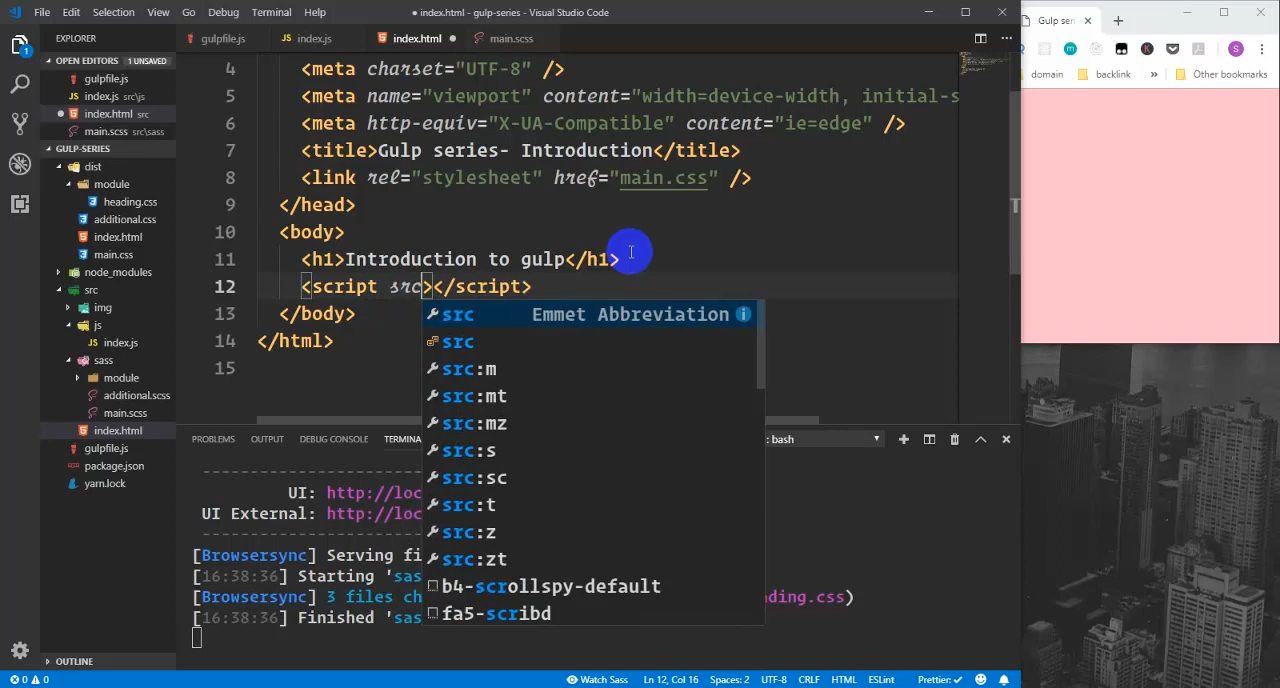 File Edit Selection View Go Debug Terminal Help
● index.html - gulp-series - Visual Studio Code
EXPLORER
OPEN EDITORS 1 UNSAVED
gulpfile.js
index.js src\js
index.html src
main.scss src\sass
GULP-SERIES
dist
module
heading.css
additional.css
index.html
main.css
node_modules
src
img
js
index.js
sass
module
additional.scss
main.scss
index.html
gulpfile.js
package.json
yarn.lock
OUTLINE
gulpfile.js index.js index.html main.scss
4 <meta charset="UTF-8" />
5 <meta name="viewport" content="width=device-width, initial-s
6 <meta http-equiv="X-UA-Compatible" content="ie=edge" />
7 <title>Gulp series- Introduction</title>
8 <link rel="stylesheet" href="main.css" />
9 </head>
10 <body>
11 <h1>Introduction to gulp</h1>
12 <script src></script>
13 </body>
14 </html>
15
src Emmet Abbreviation
src
src:m
src:mt
src:mz
src:s
src:sc
src:t
src:z
src:zt
b4-scrollspy-default
fa5-scribd
PROBLEMS OUTPUT DEBUG CONSOLE TERMINA : bash
---------------------
UI: http://loc
UI External: http://loc
---------------------
[Browsersync] Serving fi
[16:38:36] Starting 'sas
[Browsersync] 3 files ch ding.css)
[16:38:36] Finished 'sas
0 0 Watch Sass Ln 12, Col 16 Spaces: 2 UTF-8 CRLF HTML ESLint Prettier: ✓
Gulp seri
S
domain backlink » Other bookmarks